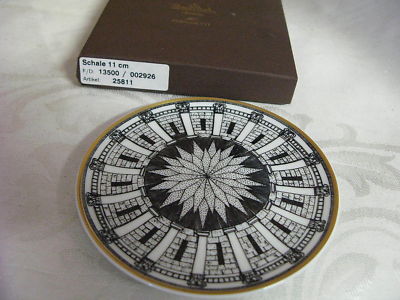 Schale 11 cm
F/D: 13500 / 002926
Artikel: 25811